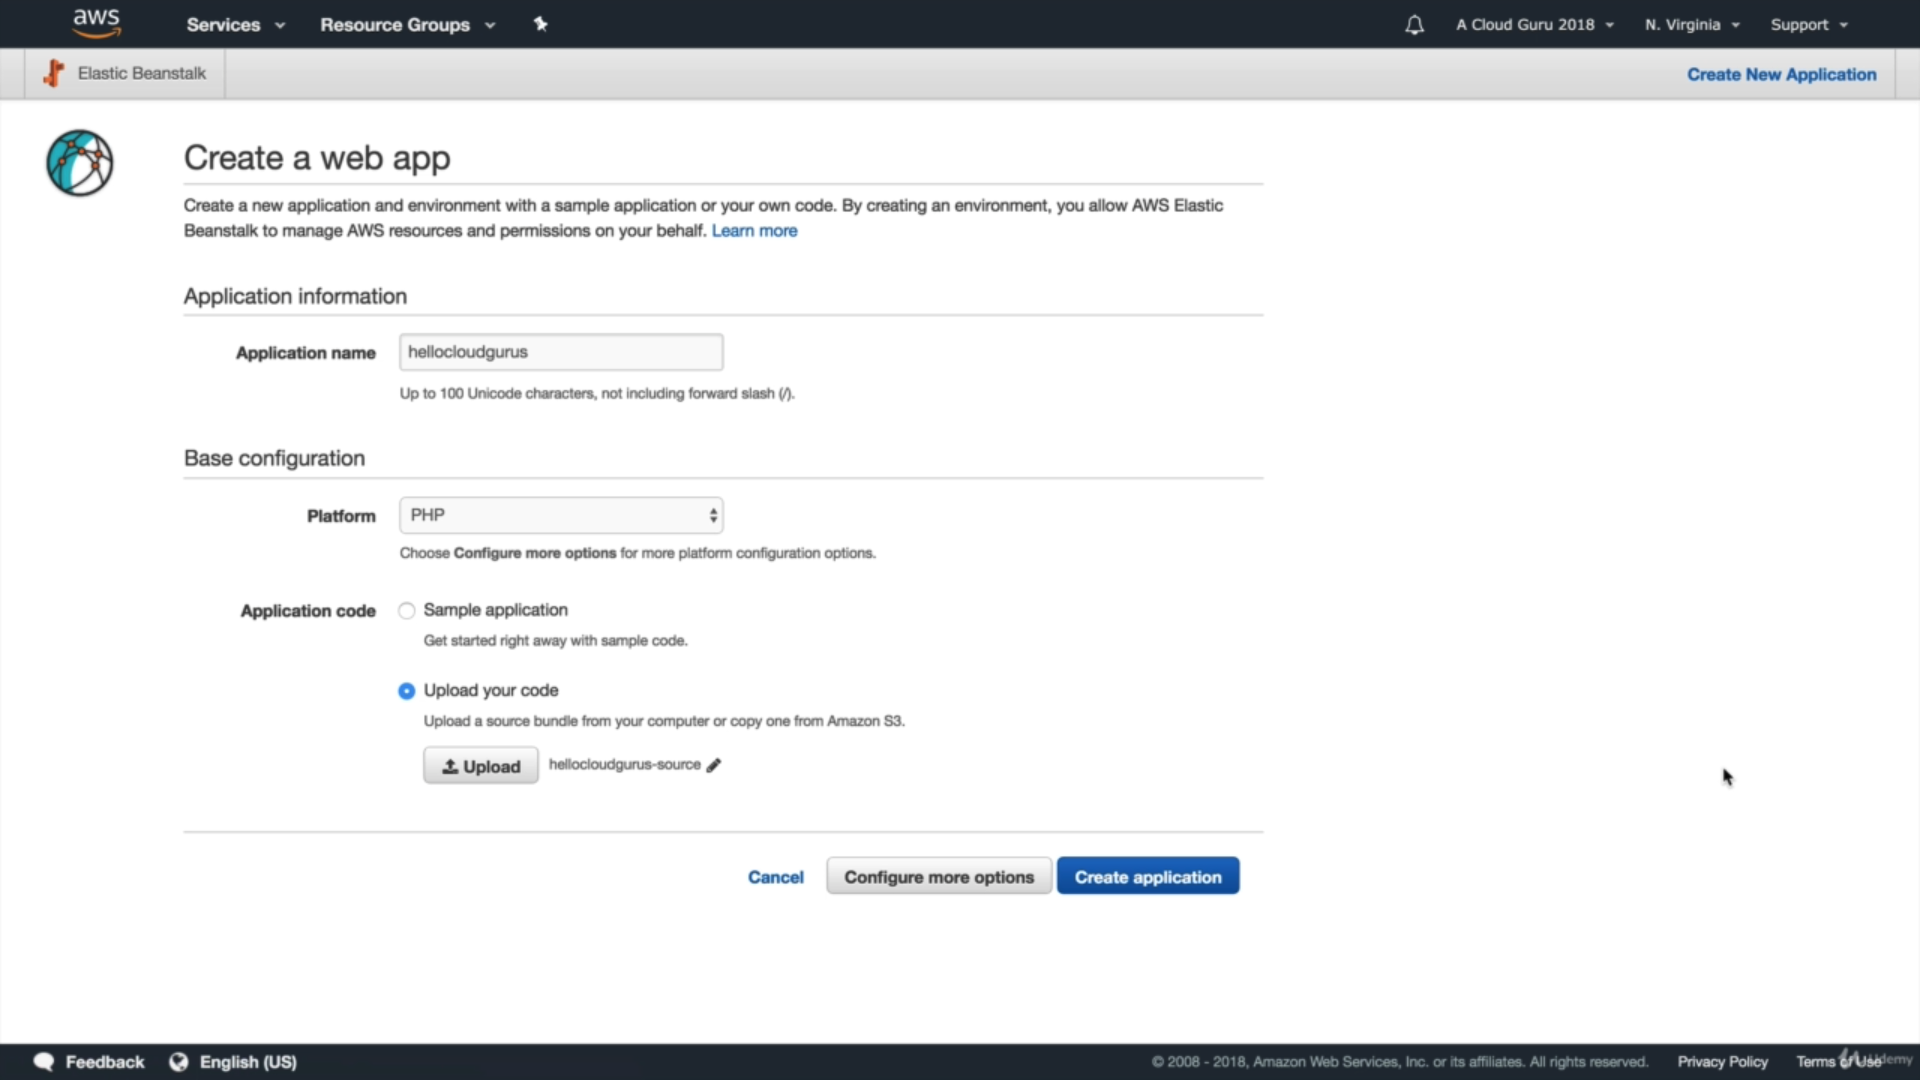 aws Services Resource Groups A Cloud Guru 2018 N. Virginia Support
Elastic Beanstalk Create New Application
Create a web app
Create a new application and environment with a sample application or your own code. By creating an environment, you allow AWS Elastic
Beanstalk to manage AWS resources and permissions on your behalf. Learn more
Application information
Application name hellocloudgurus
Up to 100 Unicode characters, not including forward slash (/).
Base configuration
Platform PHP
Choose Configure more options for more platform configuration options.
Application code Sample application
Get started right away with sample code.
Upload your code
Upload a source bundle from your computer or copy one from Amazon S3.
Upload hellocloudgurus-source
Cancel Configure more options Create application
Feedback English (US) © 2008 - 2018, Amazon Web Services, Inc. or its affiliates. All rights reserved. Privacy Policy Terms of Use Udemy